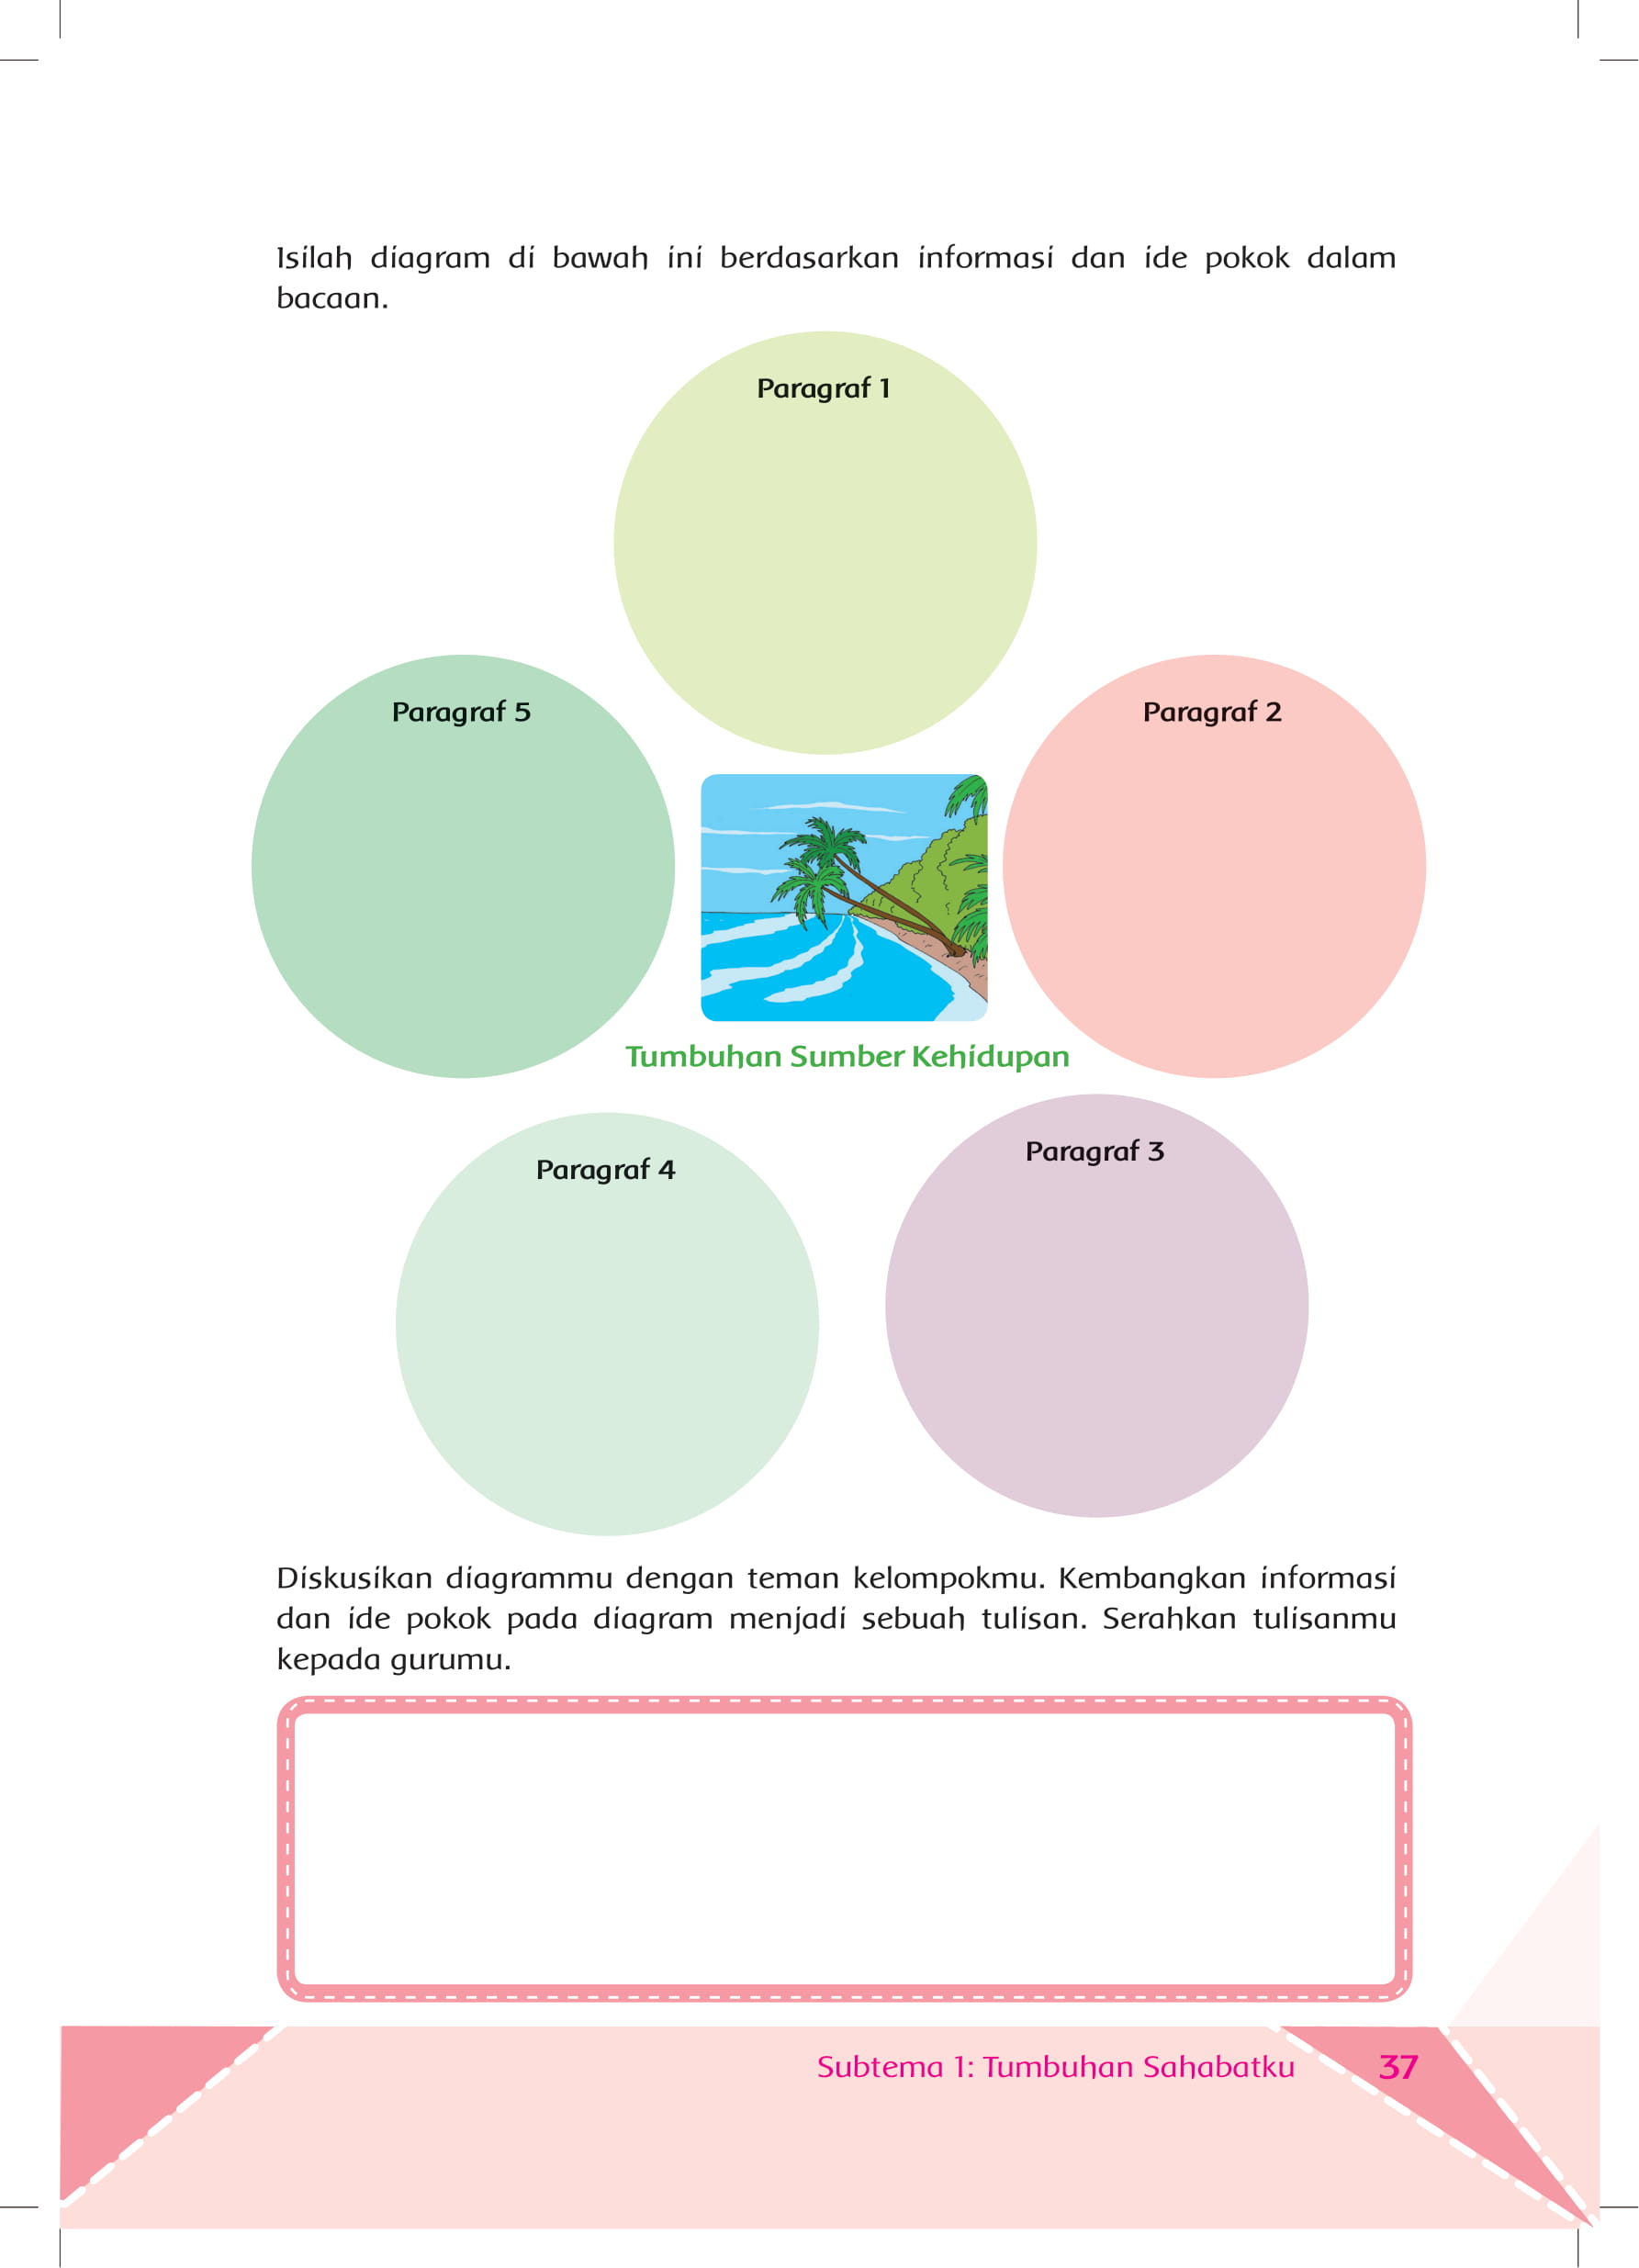 Isilah diagram di bawah ini berdasarkan informasi dan ide pokok dalam
bacaan.
Paragraf 1
Paragraf 5
Paragraf 2
Tumbuhan Sumber Kehidupan
Paragraf 4
Paragraf 3
Diskusikan diagrammu dengan teman kelompokmu. Kembangkan informasi
dan ide pokok pada diagram menjadi sebuah tulisan. Serahkan tulisanmu
kepada gurumu.
Subtema 1: Tumbuhan Sahabatku 37